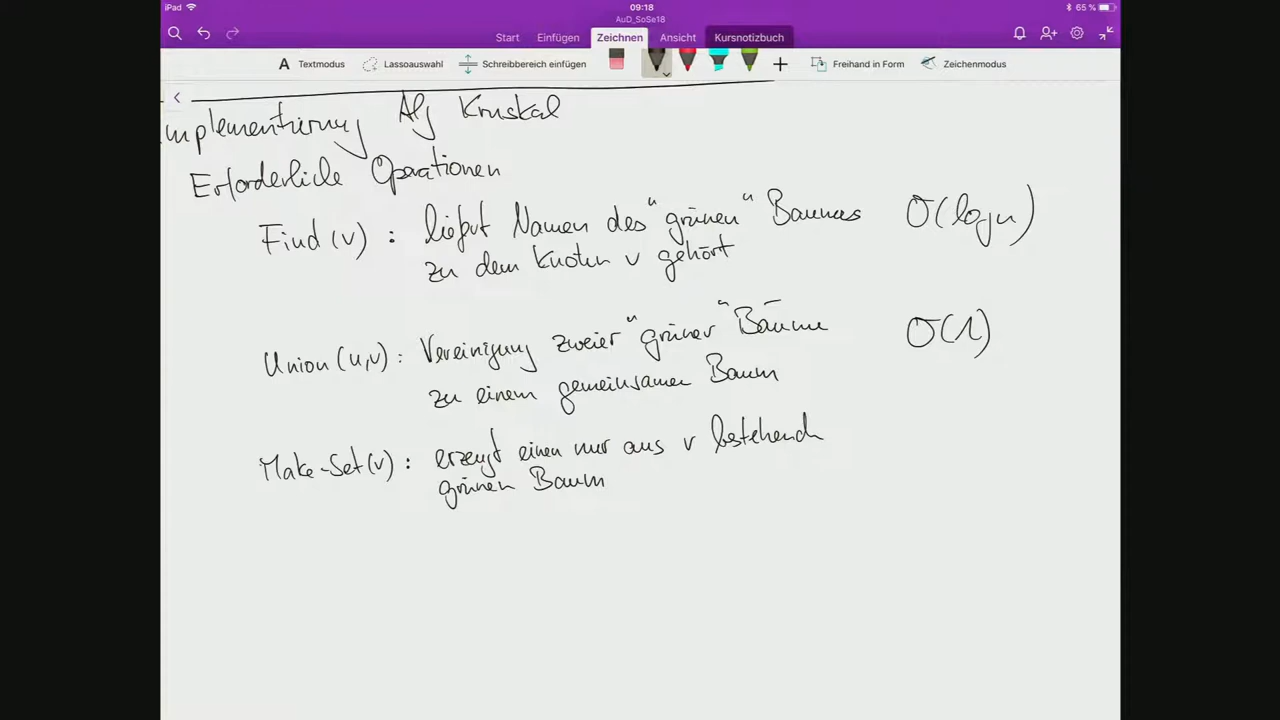 iPad 09:18 65 %
AuD_SoSe18
Start Einfügen Zeichnen Ansicht Kursnotizbuch
Textmodus Lassoauswahl Schreibbereich einfügen Freihand in Form Zeichenmodus
Implementierung Alg Kruskal
Erforderliche Operationen
Find (v) : liefert Namen des "grünen" Baumes O(log n)
zu dem Knoten v gehört
Union (u,v) : Vereinigung zweier "grüner" Bäume O(1)
zu einem gemeinsamen Baum
Make-Set(v) : erzeugt einen nur aus v bestehend
grünen Baum